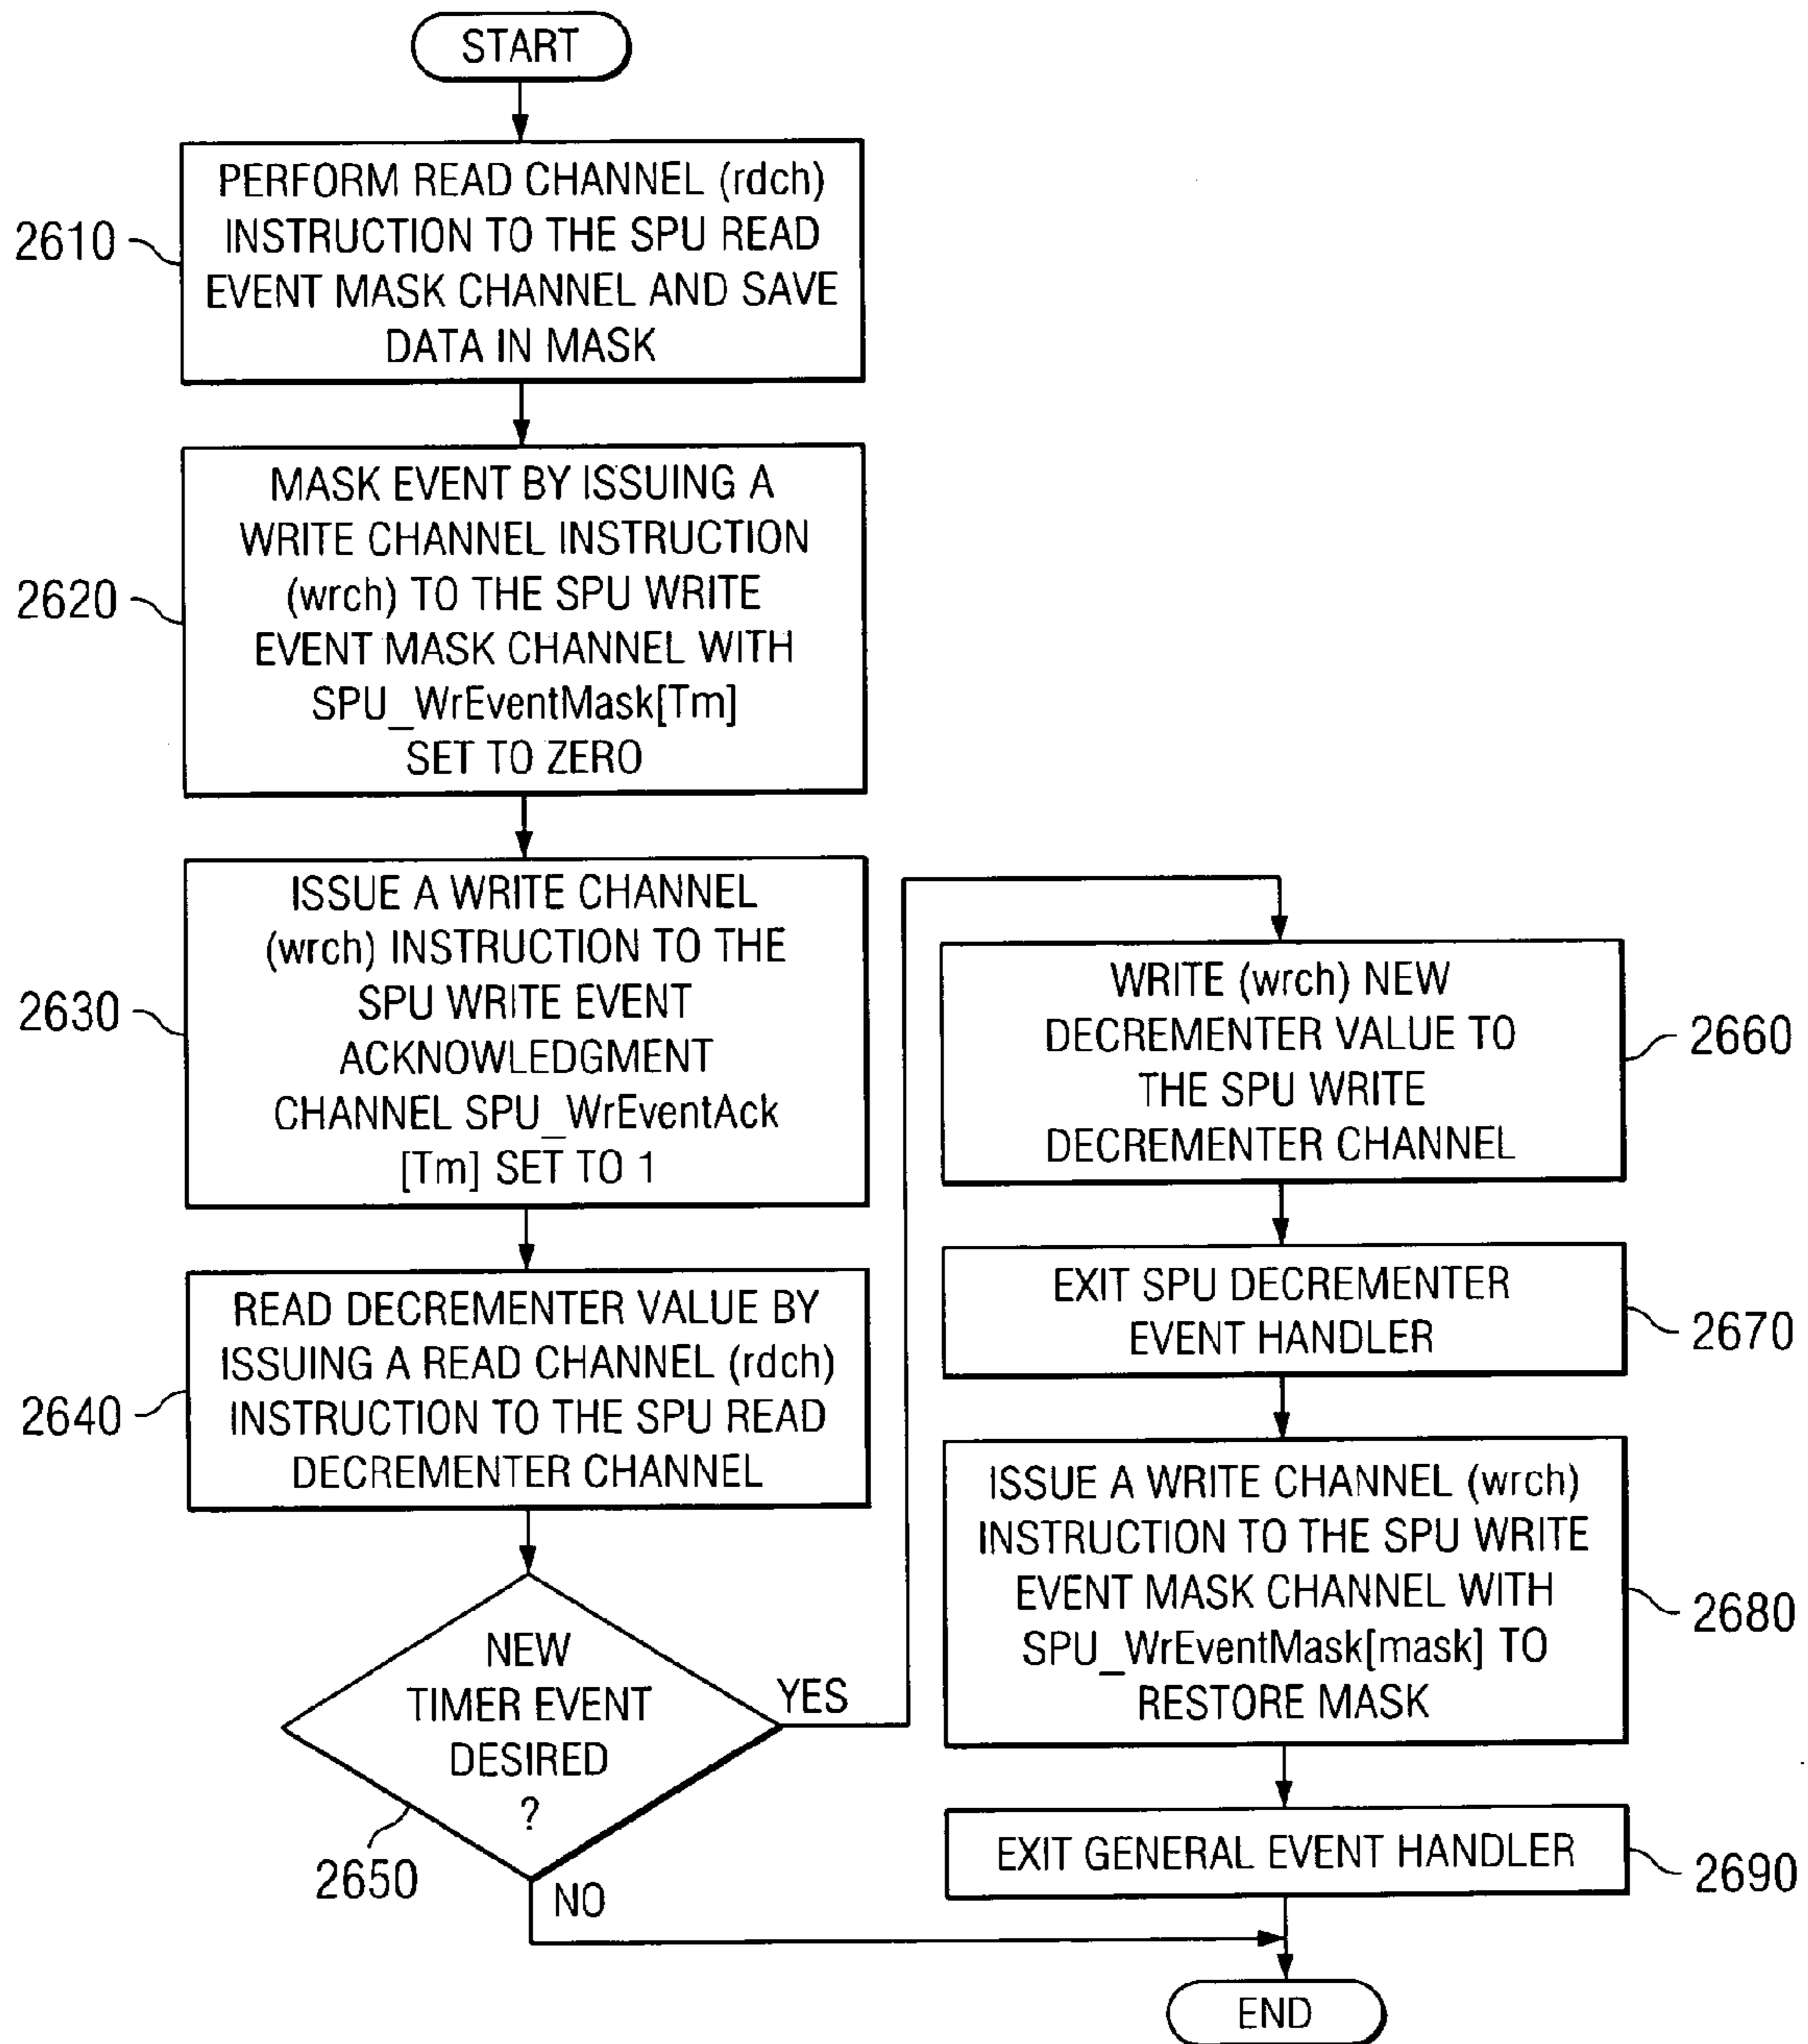 START
PERFORM READ CHANNEL (rdch)
INSTRUCTION TO THE SPU READ
EVENT MASK CHANNEL AND SAVE
DATA IN MASK
2610
MASK EVENT BY ISSUING A
WRITE CHANNEL INSTRUCTION
(wrch) TO THE SPU WRITE
EVENT MASK CHANNEL WITH
SPU_WrEventMask[Tm]
SET TO ZERO
2620
ISSUE A WRITE CHANNEL
(wrch) INSTRUCTION TO THE
SPU WRITE EVENT
ACKNOWLEDGMENT
CHANNEL SPU_WrEventAck
[Tm] SET TO 1
2630
READ DECREMENTER VALUE BY
ISSUING A READ CHANNEL (rdch)
INSTRUCTION TO THE SPU READ
DECREMENTER CHANNEL
2640
NEW
TIMER EVENT
DESIRED
?
2650
YES
NO
WRITE (wrch) NEW
DECREMENTER VALUE TO
THE SPU WRITE
DECREMENTER CHANNEL
2660
EXIT SPU DECREMENTER
EVENT HANDLER
2670
ISSUE A WRITE CHANNEL (wrch)
INSTRUCTION TO THE SPU WRITE
EVENT MASK CHANNEL WITH
SPU_WrEventMask[mask] TO
RESTORE MASK
2680
EXIT GENERAL EVENT HANDLER
2690
END